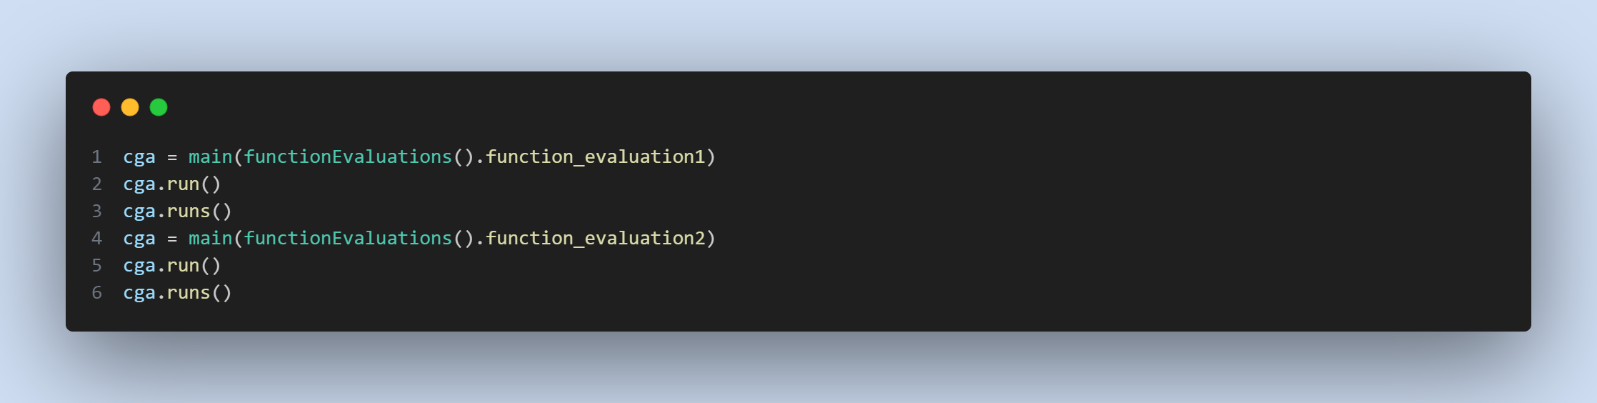 1 cga = main(functionEvaluations().function_evaluation1)
2 cga.run()
3 cga.runs()
4 cga = main(functionEvaluations().function_evaluation2)
5 cga.run()
6 cga.runs()